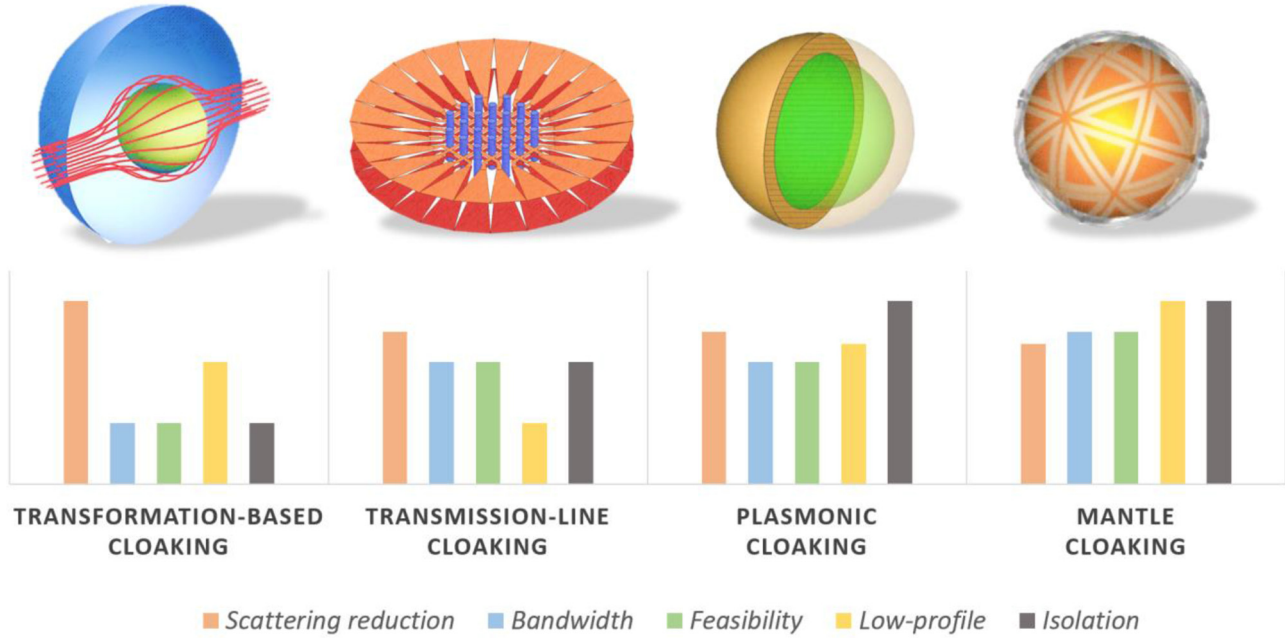 TRANSFORMATION-BASED
CLOAKING
TRANSMISSION-LINE
CLOAKING
PLASMONIC
CLOAKING
MANTLE
CLOAKING
Scattering reduction
Bandwidth
Feasibility
Low-profile
Isolation